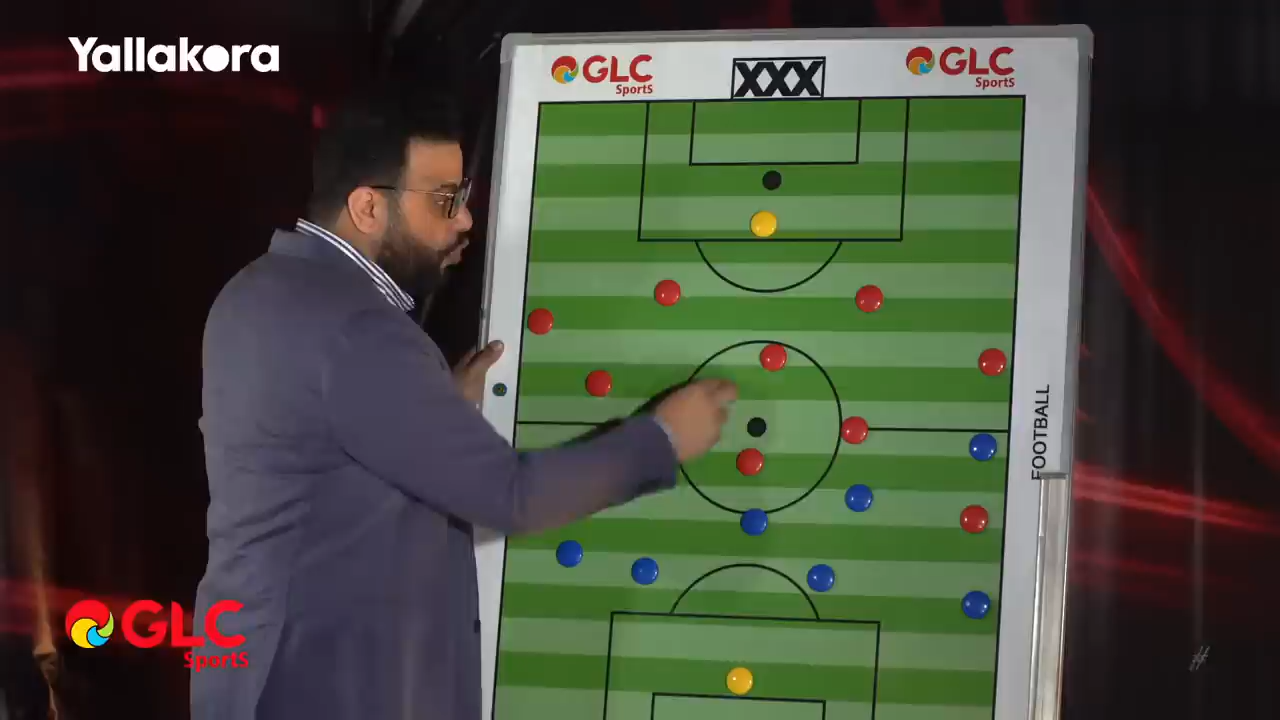 Yallakora
GLC
Sports
XXX
GLC
Sports
FOOTBALL
GLC
Sports
#